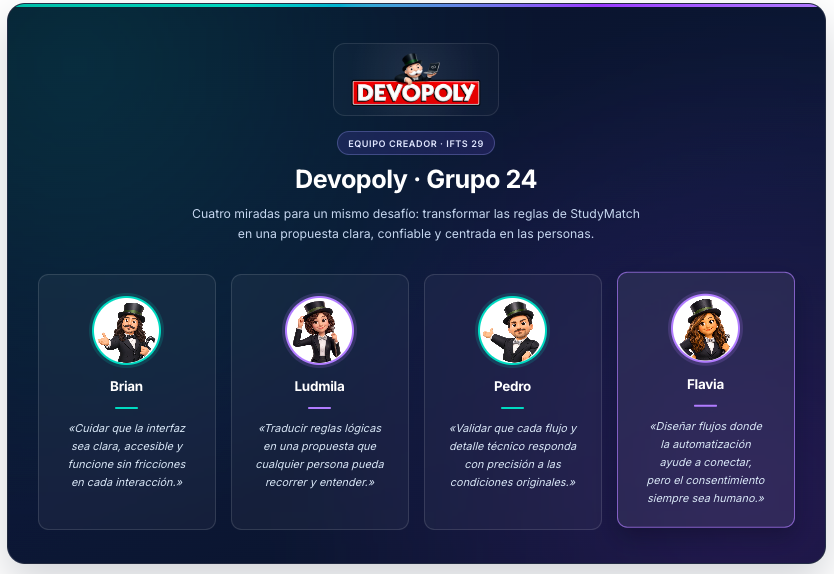 DEVOPOLY
EQUIPO CREADOR · IFTS 29
Devopoly · Grupo 24
Cuatro miradas para un mismo desafío: transformar las reglas de StudyMatch
en una propuesta clara, confiable y centrada en las personas.
Brian
«Cuidar que la interfaz
sea clara, accesible y
funcione sin fricciones
en cada interacción.»
Ludmila
«Traducir reglas lógicas
en una propuesta que
cualquier persona pueda
recorrer y entender.»
Pedro
«Validar que cada flujo y
detalle técnico responda
con precisión a las
condiciones originales.»
Flavia
«Diseñar flujos donde
la automatización
ayude a conectar,
pero el consentimiento
siempre sea humano.»